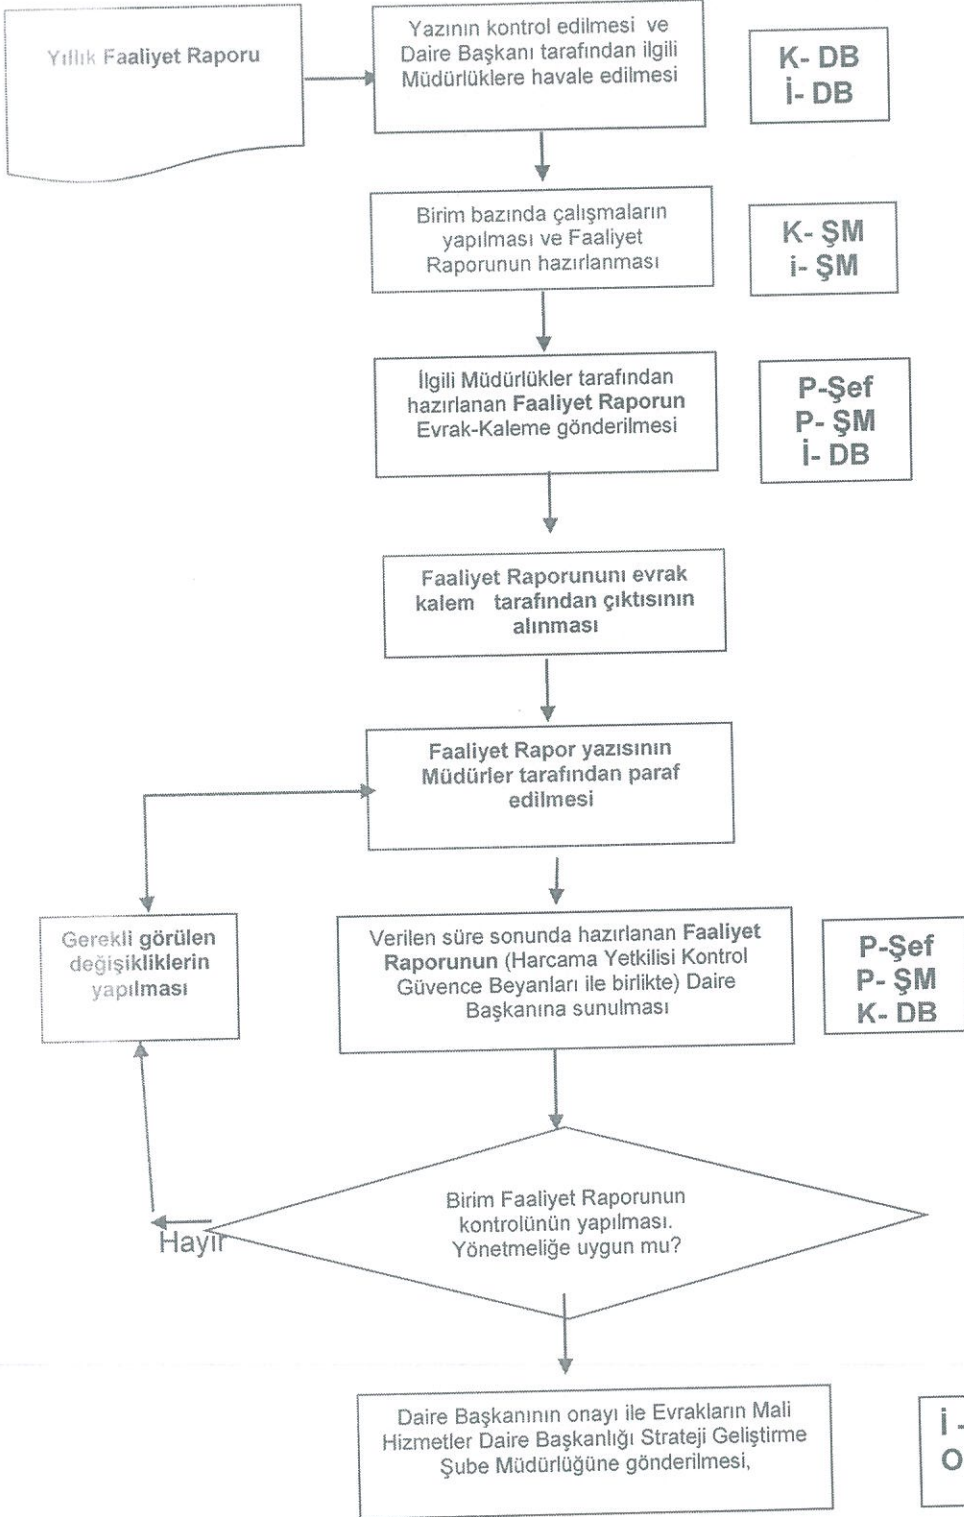 Yıllık Faaliyet Raporu
Yazının kontrol edilmesi ve
Daire Başkanı tarafından ilgili
Müdürlüklere havale edilmesi
K- DB
İ- DB
Birim bazında çalışmaların
yapılması ve Faaliyet
Raporunun hazırlanması
K- ŞM
i- ŞM
İlgili Müdürlükler tarafından
hazırlanan Faaliyet Raporun
Evrak-Kaleme gönderilmesi
P-Şef
P- ŞM
İ- DB
Faaliyet Raporununı evrak
kalem tarafından çıktısının
alınması
Faaliyet Rapor yazısının
Müdürler tarafından paraf
edilmesi
Gerekli görülen
değişikliklerin
yapılması
Verilen süre sonunda hazırlanan Faaliyet
Raporunun (Harcama Yetkilisi Kontrol
Güvence Beyanları ile birlikte) Daire
Başkanına sunulması
P-Şef
P- ŞM
K- DB
Birim Faaliyet Raporunun
kontrolünün yapılması.
Yönetmeliğe uygun mu?
Hayır
Daire Başkanının onayı ile Evrakların Mali
Hizmetler Daire Başkanlığı Strateji Geliştirme
Şube Müdürlüğüne gönderilmesi,
İ -
O